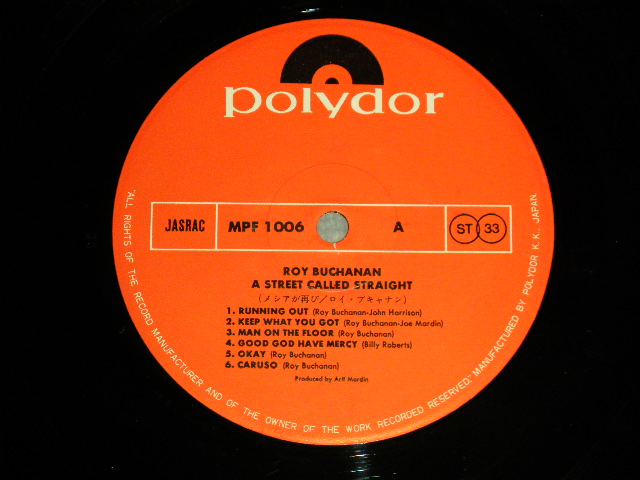 polydor
JASRAC
MPF 1006
A
ST 33
ROY BUCHANAN
A STREET CALLED STRAIGHT
(メシアが再び/ロイ・ブキャナン)
1. RUNNING OUT (Roy Buchanan-John Harrison)
2. KEEP WHAT YOU GOT (Roy Buchanan-Joe Mardin)
3. MAN ON THE FLOOR (Roy Buchanan)
4. GOOD GOD HAVE MERCY (Billy Roberts)
5. OKAY (Roy Buchanan)
6. CARUSO (Roy Buchanan)
Produced by Arif Mardin
"ALL RIGHTS OF THE RECORD MANUFACTURER AND OF THE OWNER OF THE WORK RECORDED RESERVED." MANUFACTURED BY POLYDOR K.K., JAPAN.